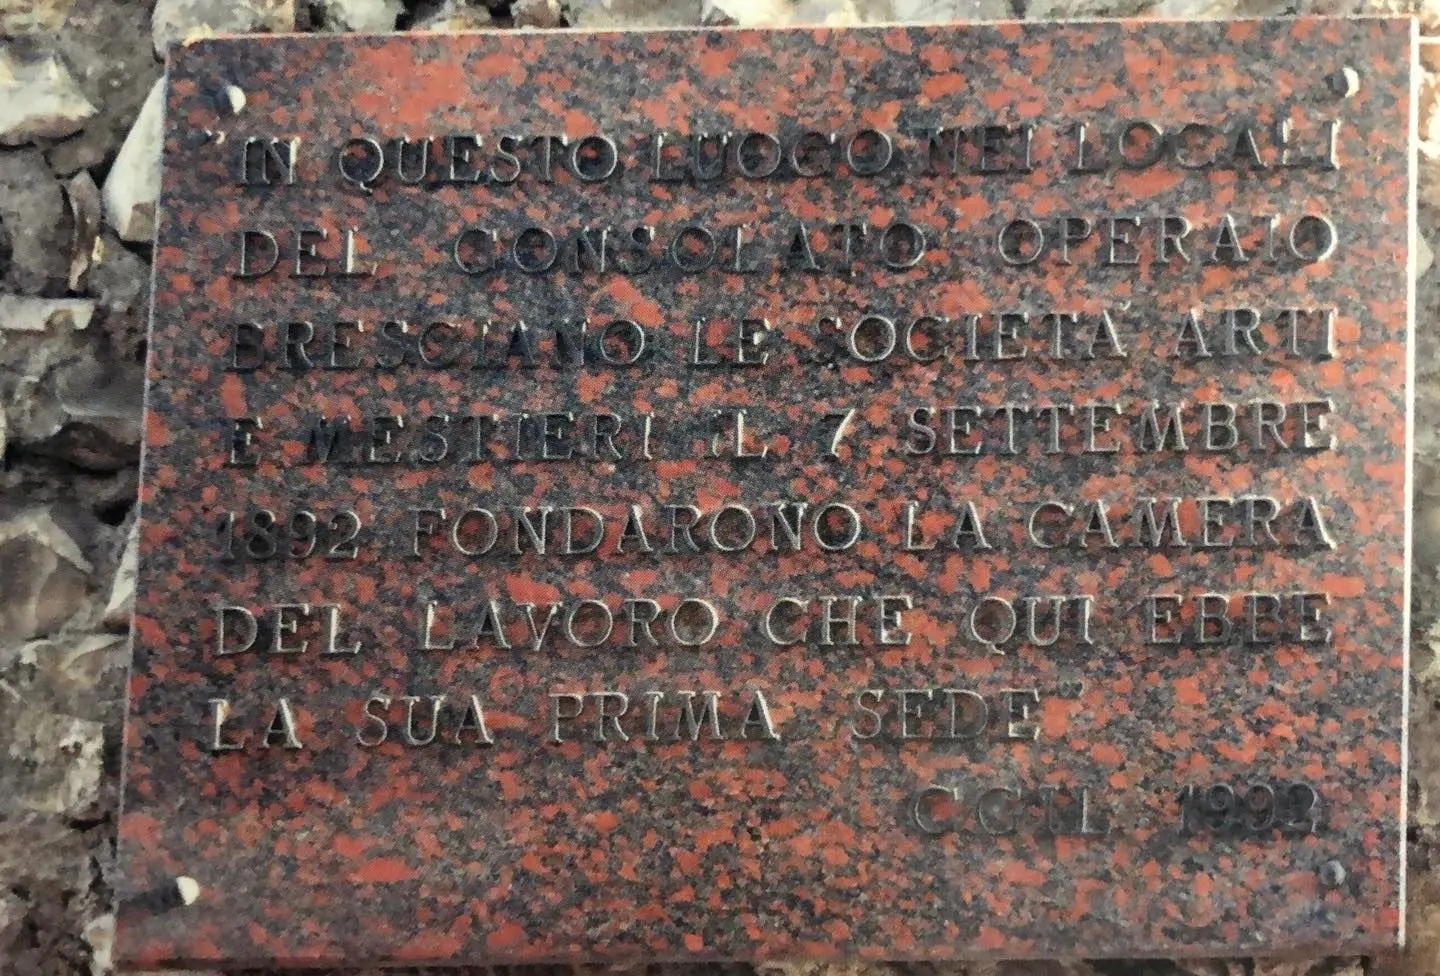 "IN QUESTO LUOGO NEI LOCALI
DEL CONSOLATO OPERAIO
BRESCIANO LE SOCIETÀ ARTI
E MESTIERI IL 7 SETTEMBRE
1892 FONDARONO LA CAMERA
DEL LAVORO CHE QUI EBBE
LA SUA PRIMA SEDE"
CGIL 1992